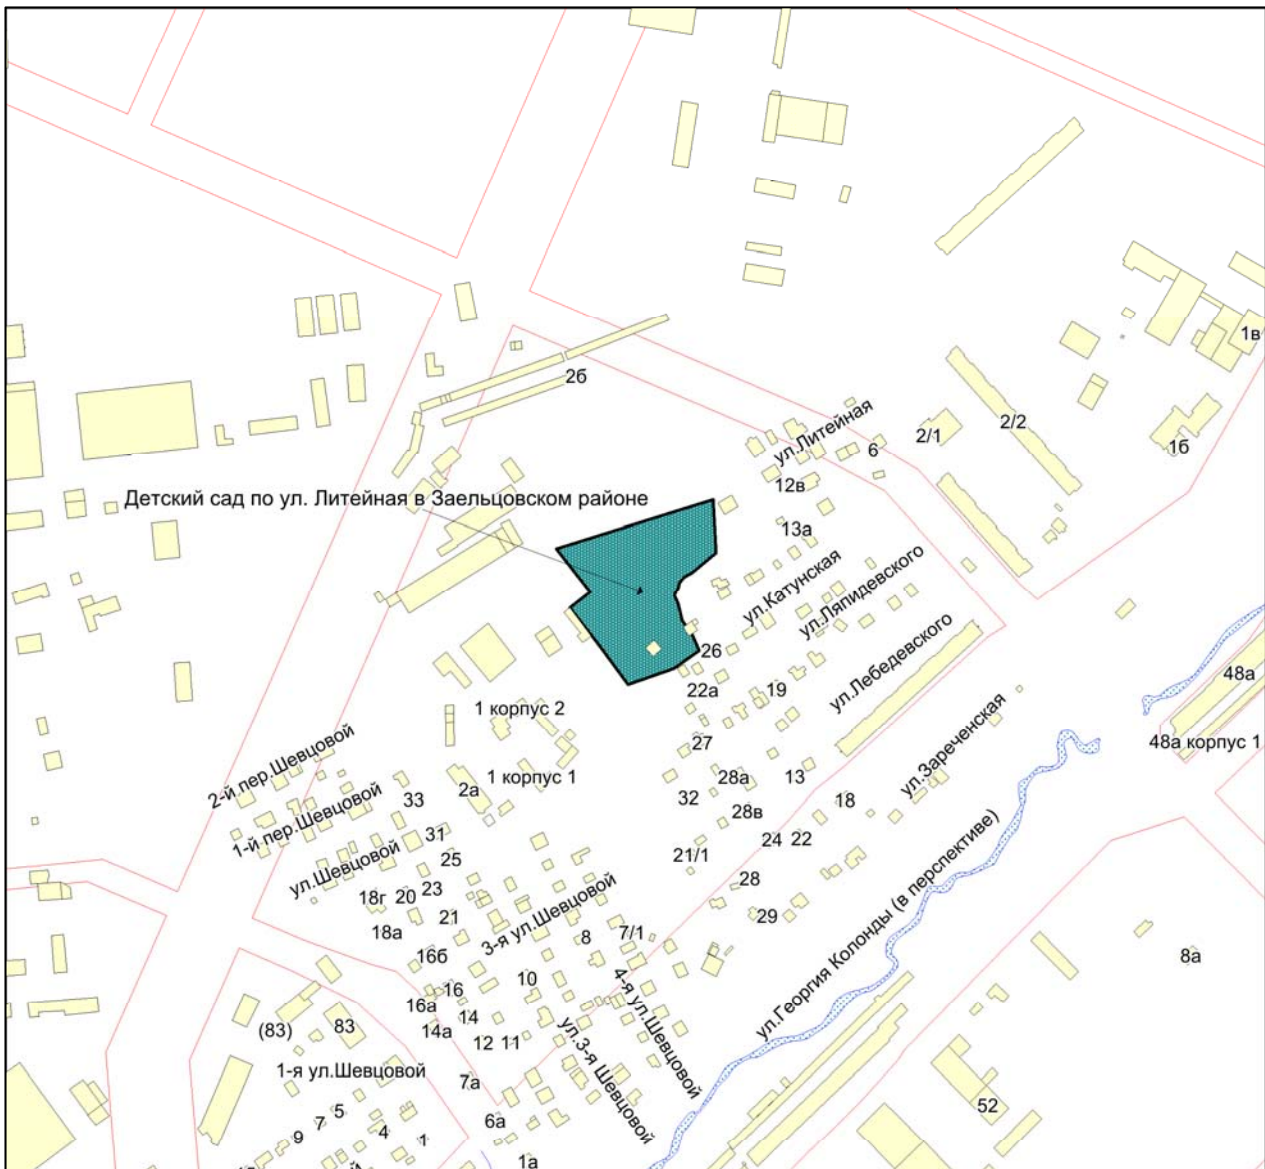 1в
2б
ул.Литейная
2/1
2/2
6
1б
12в
Детский сад по ул. Литейная в Заельцовском районе
13а
ул.Катунская
ул.Ляпидевского
ул.Лебедевского
26
22а
19
48а
1 корпус 2
27
48а корпус 1
ул.Зареченская
2-й пер.Шевцовой
1 корпус 1
28а
13
2а
33
32
18
28в
1-й пер.Шевцовой
31
24
22
25
21/1
ул.Шевцовой
23
28
18г
20
21
29
18а
3-я ул.Шевцовой
8
7/1
16б
8а
10
4-я ул.Шевцовой
ул.Георгия Колонды (в перспективе)
16
16а
14
(83)
83
14а
12
11
ул.3-я Шевцовой
1-я ул.Шевцовой
7а
52
5
7
6а
4
9
1
1а